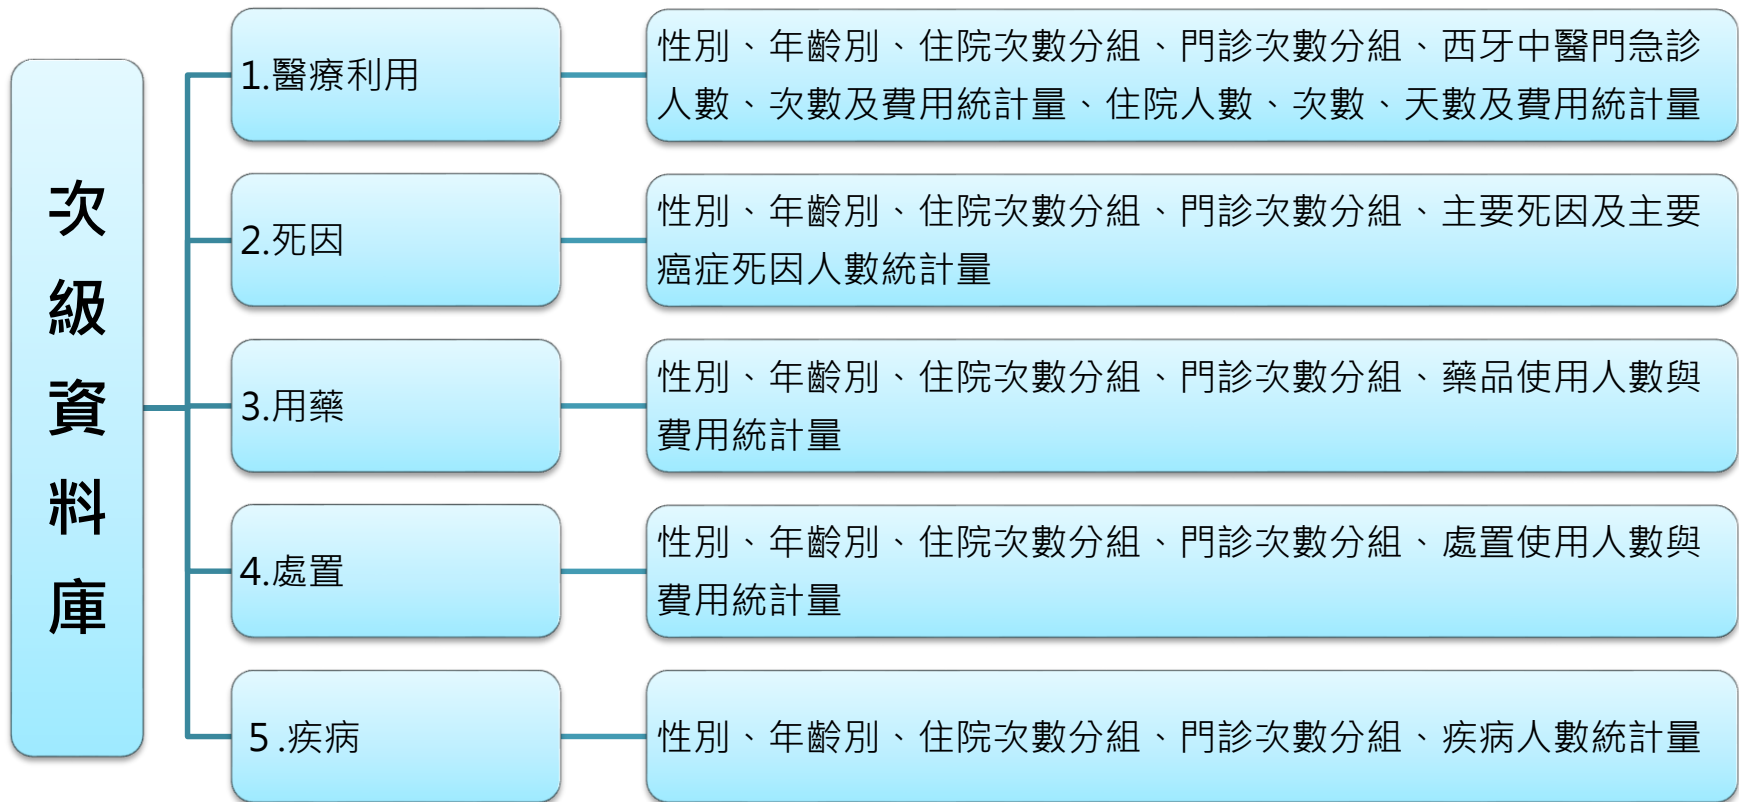 次級資料庫
1.醫療利用
性別、年齡別、住院次數分組、門診次數分組、西牙中醫門急診
人數、次數及費用統計量、住院人數、次數、天數及費用統計量
2.死因
性別、年齡別、住院次數分組、門診次數分組、主要死因及主要
癌症死因人數統計量
3.用藥
性別、年齡別、住院次數分組、門診次數分組、藥品使用人數與
費用統計量
4.處置
性別、年齡別、住院次數分組、門診次數分組、處置使用人數與
費用統計量
5.疾病
性別、年齡別、住院次數分組、門診次數分組、疾病人數統計量